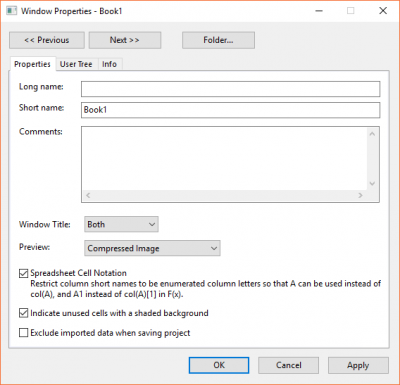 Window Properties - Book1
<< Previous
Next >>
Folder...
Properties
User Tree
Info
Long name:
Short name:
Book1
Comments:
Window Title:
Both
Preview:
Compressed Image
Spreadsheet Cell Notation
Restrict column short names to be enumerated column letters so that A can be used instead of
col(A), and A1 instead of col(A)[1] in F(x).
Indicate unused cells with a shaded background
Exclude imported data when saving project
OK
Cancel
Apply